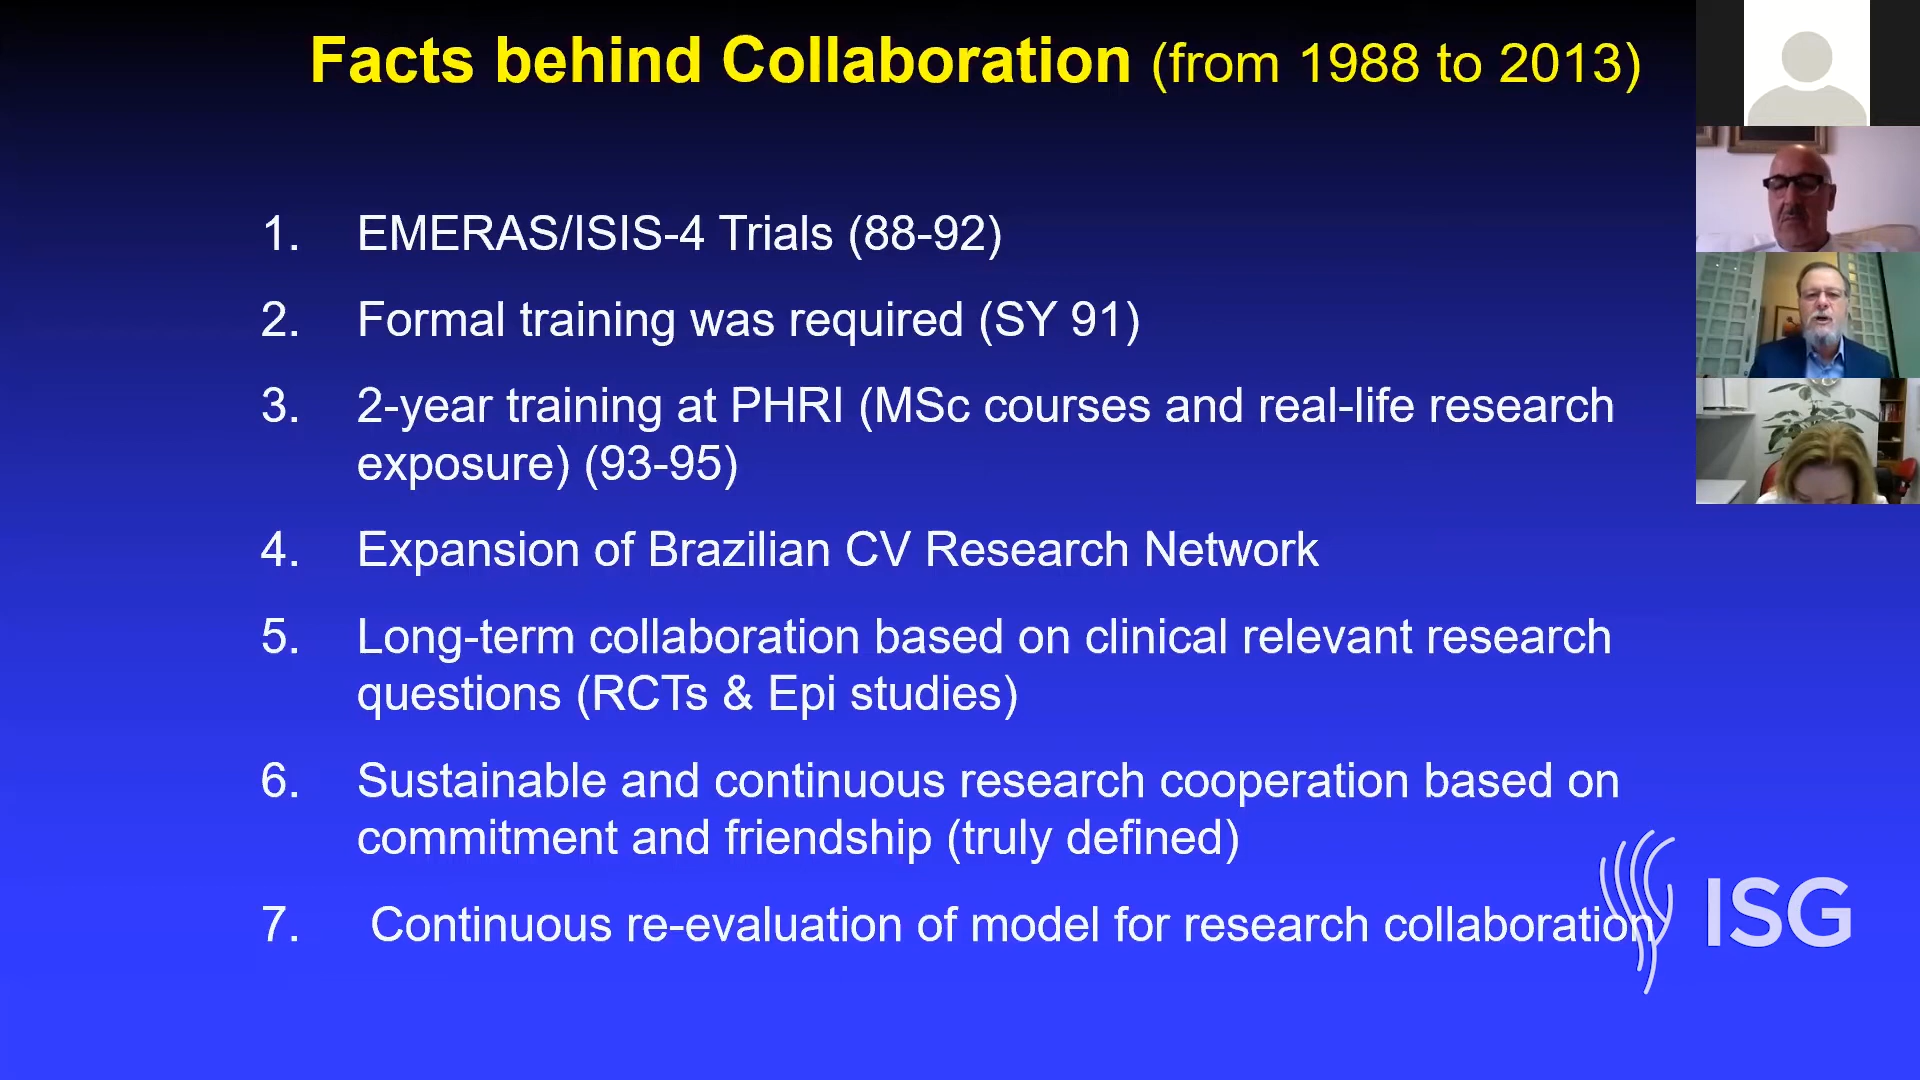 Facts behind Collaboration (from 1988 to 2013)
1. EMERAS/ISIS-4 Trials (88-92)
2. Formal training was required (SY 91)
3. 2-year training at PHRI (MSc courses and real-life research
exposure) (93-95)
4. Expansion of Brazilian CV Research Network
5. Long-term collaboration based on clinical relevant research
questions (RCTs & Epi studies)
6. Sustainable and continuous research cooperation based on
commitment and friendship (truly defined)
7. Continuous re-evaluation of model for research collaboration
ISG